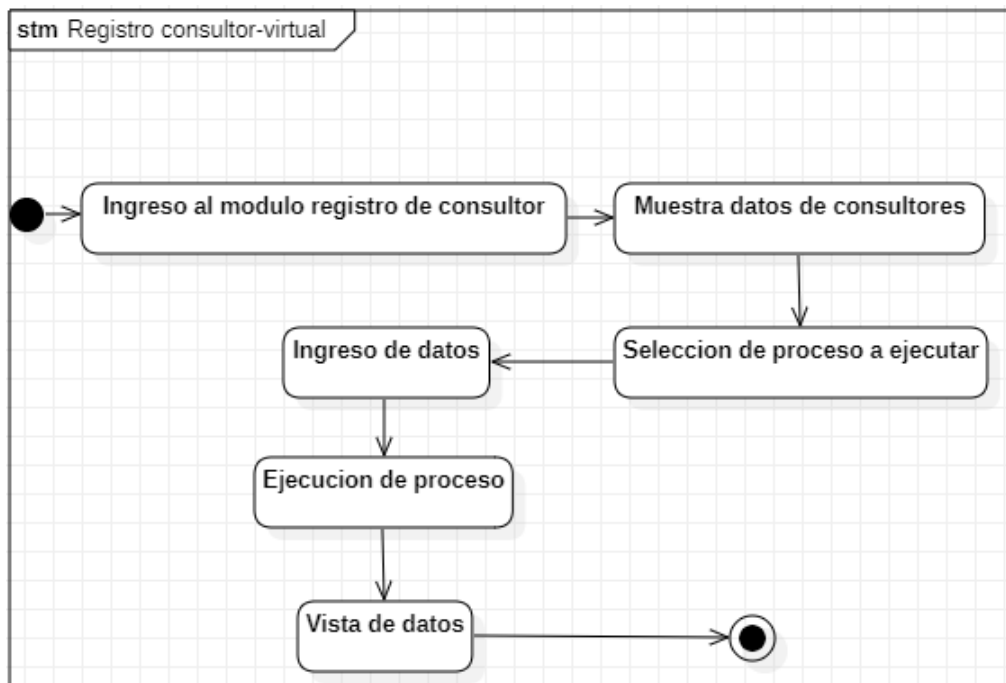 stm Registro consultor-virtual
Ingreso al modulo registro de consultor
Muestra datos de consultores
Seleccion de proceso a ejecutar
Ingreso de datos
Ejecucion de proceso
Vista de datos